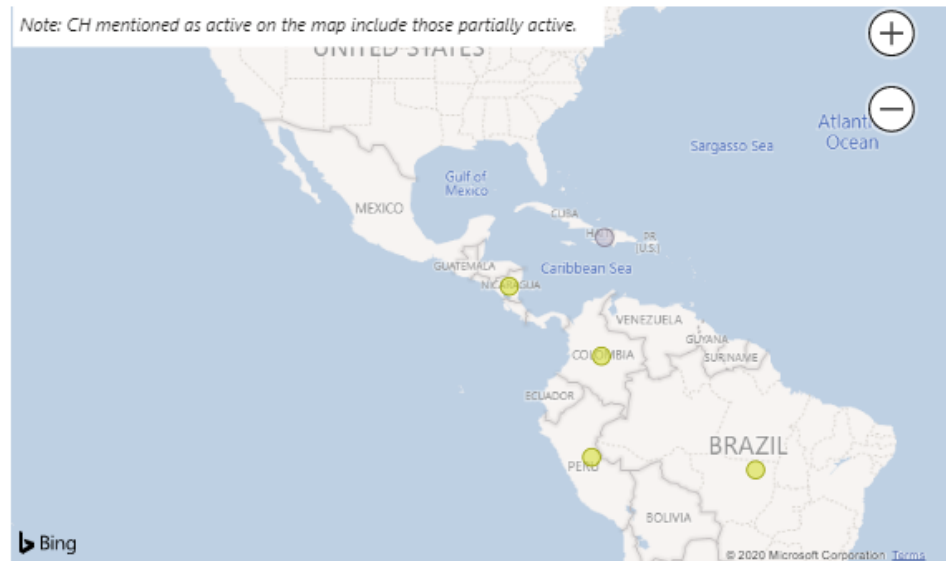 Note: CH mentioned as active on the map include those partially active.
UNITED STATES
Atlantic
Ocean
Sargasso Sea
Gulf of
Mexico
MEXICO
CUBA
HAITI
PR
(U.S.)
GUATEMALA
Caribbean Sea
NICARAGUA
VENEZUELA
GUYANA
COLOMBIA
SURINAME
ECUADOR
BRAZIL
PERU
BOLIVIA
Bing
© 2020 Microsoft Corporation Terms